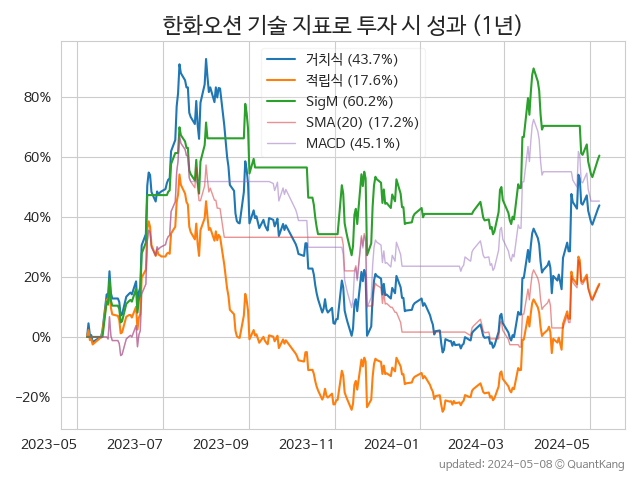 한화오션 기술 지표로 투자 시 성과 (1년)
거치식 (43.7%)
적립식 (17.6%)
SigM (60.2%)
SMA(20) (17.2%)
MACD (45.1%)
80%
60%
40%
20%
0%
−20%
2023-05 2023-07 2023-09 2023-11 2024-01 2024-03 2024-05
updated: 2024-05-08 ⓒ QuantKang